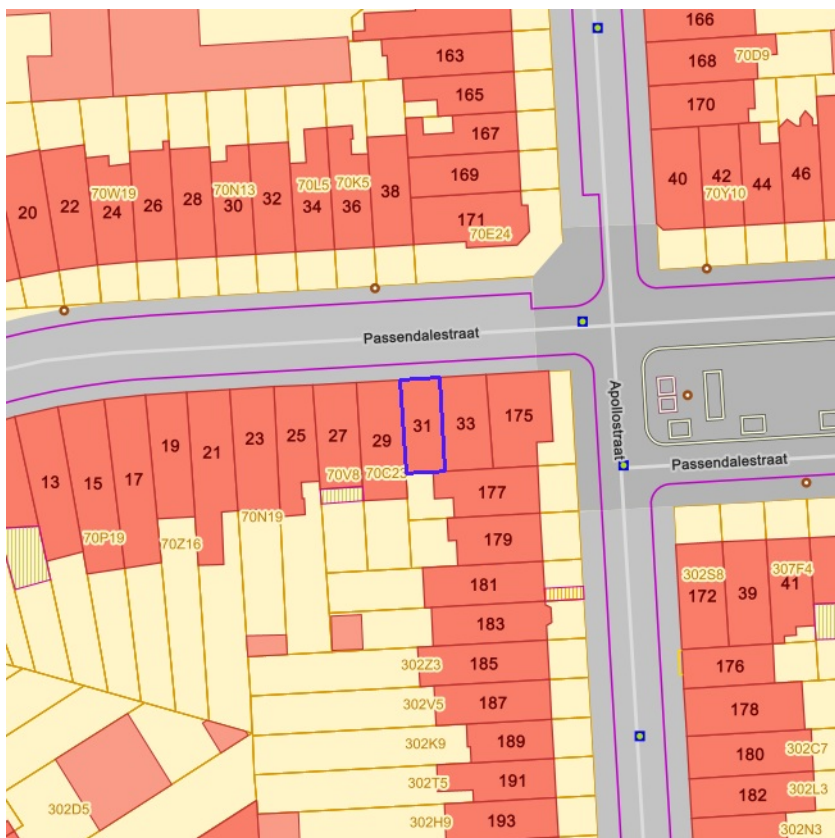 163
166
168
70D9
165
170
167
169
40
42
44
46
70Y10
20
22
70W19
24
26
28
70N13
30
32
70L5
34
70K5
36
38
171
70E24
Passendalestraat
Apollostraat
Passendalestraat
13
15
17
19
21
23
25
27
29
31
33
175
70V8
70C23
177
70P19
70Z16
70N19
179
181
183
302Z3
185
302V5
187
302K9
189
302T5
191
302H9
193
302D5
302S8
172
39
307F4
41
176
178
180
302C7
182
302L3
302N3